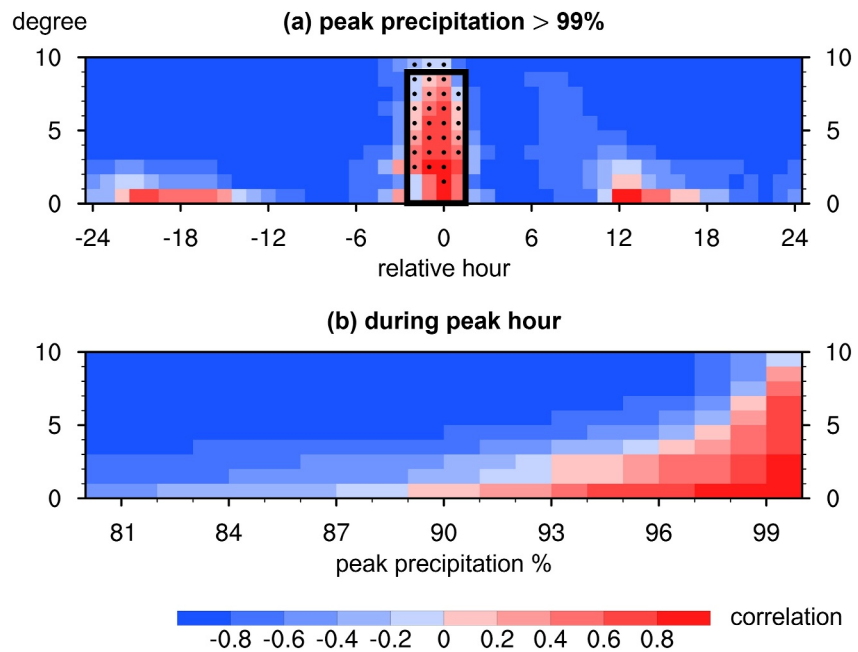 degree
(a) peak precipitation > 99%
10 10
5 5
0 0
-24 -18 -12 -6 0 6 12 18 24
relative hour
(b) during peak hour
10 10
5 5
0 0
81 84 87 90 93 96 99
peak precipitation %
correlation
-0.8 -0.6 -0.4 -0.2 0 0.2 0.4 0.6 0.8